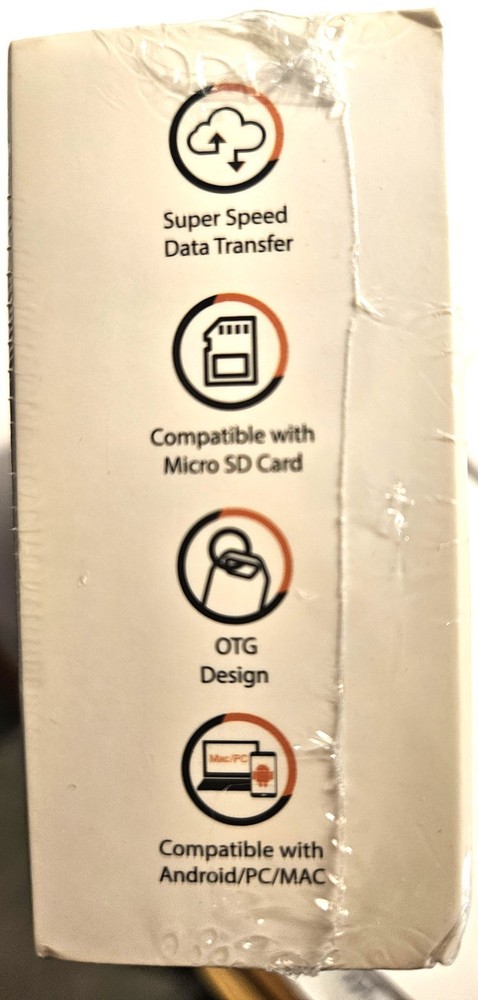 Super Speed
Data Transfer
Compatible with
Micro SD Card
OTG
Design
Mac/PC
Compatible with
Android/PC/MAC